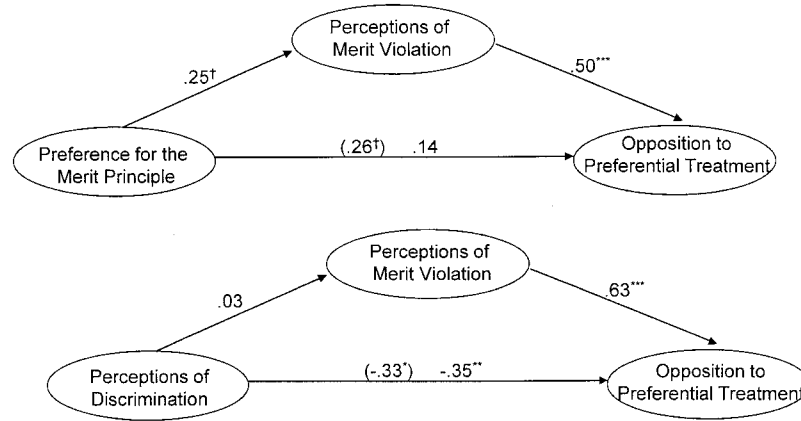 Perceptions of
Merit Violation
.25†
.50***
Preference for the
Merit Principle
(.26†) .14
Opposition to
Preferential Treatment
Perceptions of
Merit Violation
.03
.63***
Perceptions of
Discrimination
(-.33*) -.35**
Opposition to
Preferential Treatment